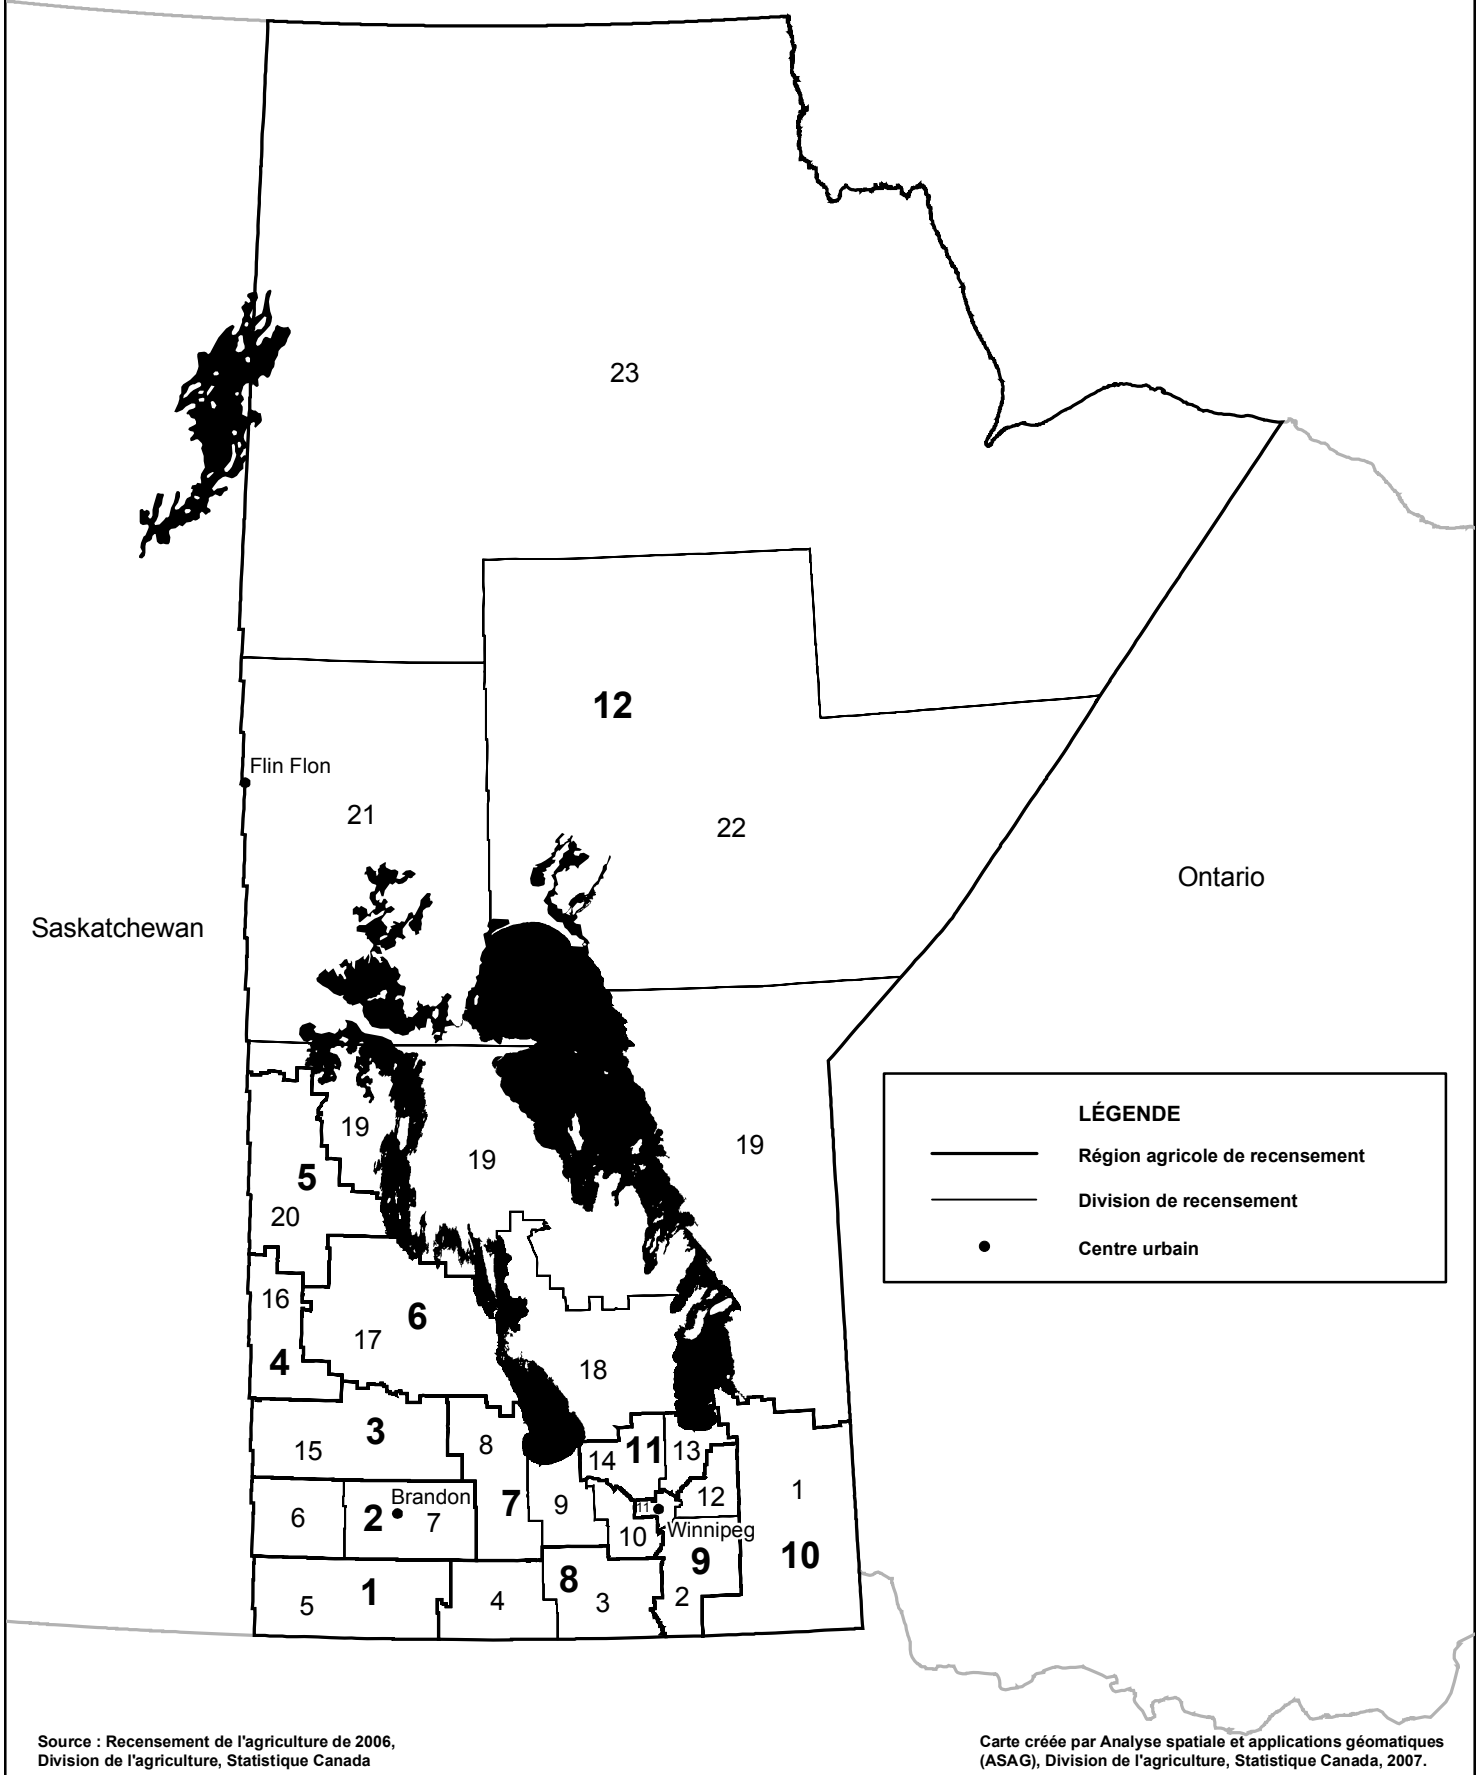 23
12
Flin Flon
21
22
Ontario
Saskatchewan
LÉGENDE
Région agricole de recensement
Division de recensement
Centre urbain
19
19
19
5
20
16
6
17
4
18
3
15
8
11
13
14
12
1
Brandon
6
2
7
7
9
11
Winnipeg
10
9
10
8
1
5
4
3
2
Source : Recensement de l'agriculture de 2006,
Division de l'agriculture, Statistique Canada
Carte créée par Analyse spatiale et applications géomatiques
(ASAG), Division de l'agriculture, Statistique Canada, 2007.